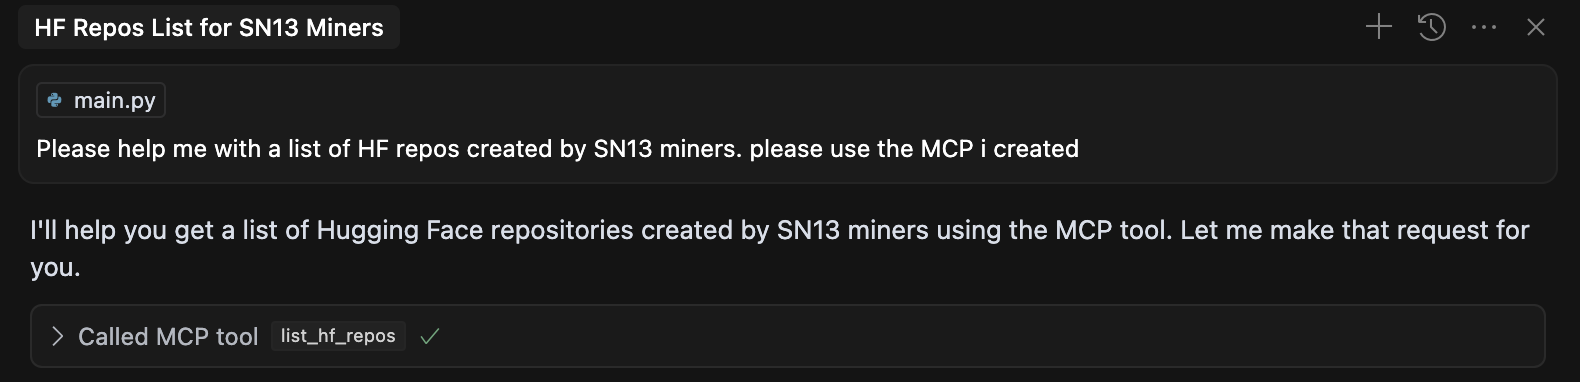 HF Repos List for SN13 Miners
main.py
Please help me with a list of HF repos created by SN13 miners. please use the MCP i created
I'll help you get a list of Hugging Face repositories created by SN13 miners using the MCP tool. Let me make that request for
you.
Called MCP tool list_hf_repos